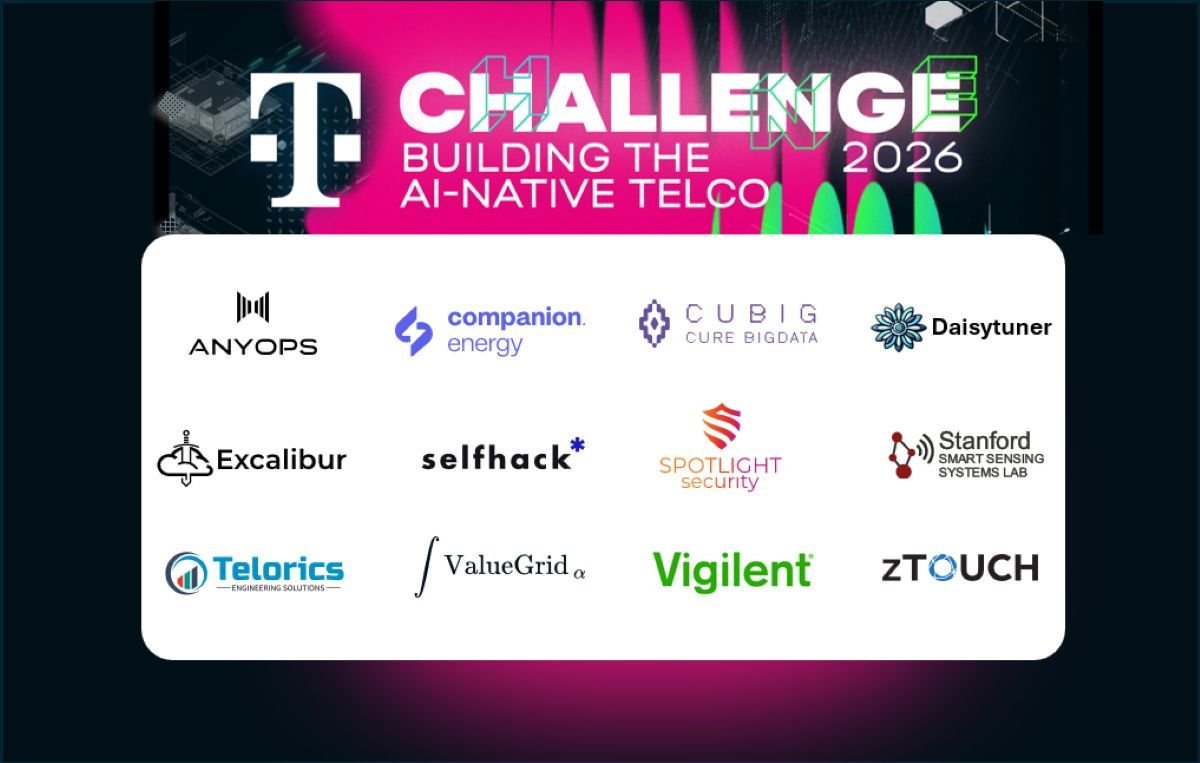 T CHALLENGE
BUILDING THE 2026
AI-NATIVE TELCO
ANYOPS
companion.
energy
CUBIG
CURE BIGDATA
Daisytuner
Excalibur
selfhack*
SPOTLIGHT
security
Stanford
SMART SENSING
SYSTEMS LAB
Telorics
ENGINEERING SOLUTIONS
∫ ValueGrid α
Vigilent
zTOUCH